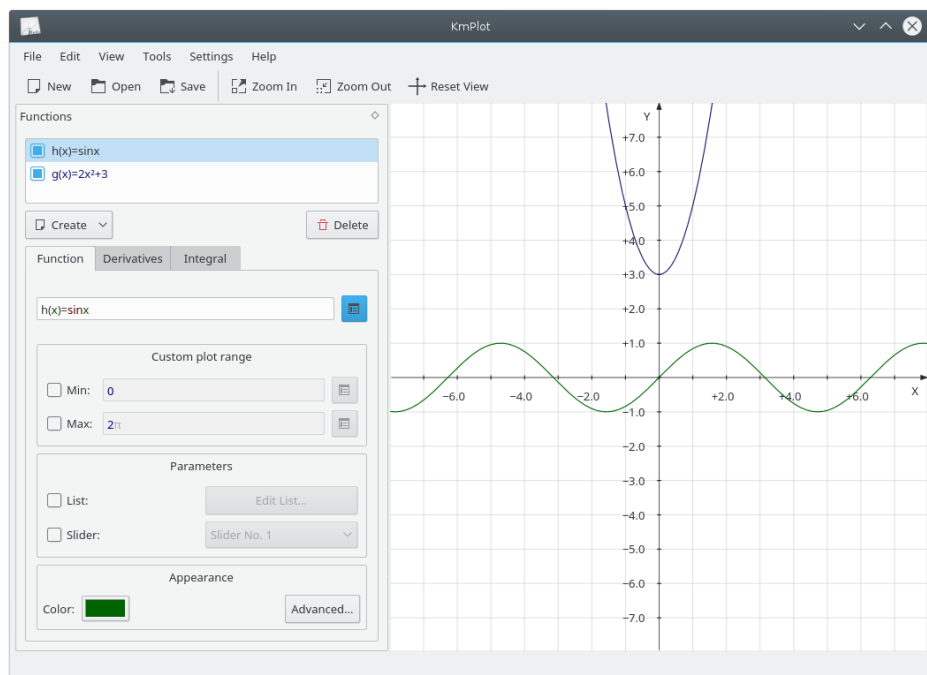 KmPlot
File Edit View Tools Settings Help
New Open Save Zoom In Zoom Out Reset View
Functions
h(x)=sinx
g(x)=2x²+3
Create Delete
Function Derivatives Integral
h(x)=sinx
Custom plot range
Min: 0
Max: 2π
Parameters
List: Edit List...
Slider: Slider No. 1
Appearance
Color: Advanced...
Y
+7.0
+6.0
+5.0
+4.0
+3.0
+2.0
+1.0
−6.0 −4.0 −2.0 +2.0 +4.0 +6.0 X
−1.0
−2.0
−3.0
−4.0
−5.0
−6.0
−7.0